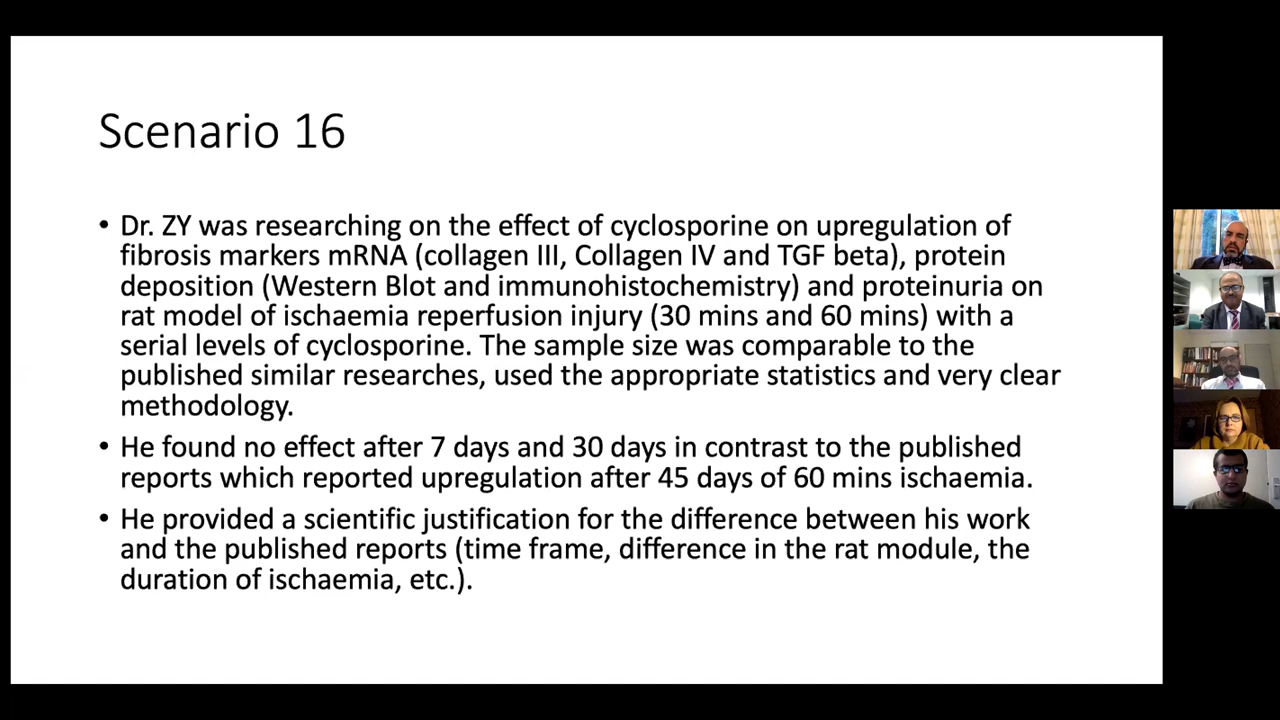 Scenario 16
• Dr. ZY was researching on the effect of cyclosporine on upregulation of
fibrosis markers mRNA (collagen III, Collagen IV and TGF beta), protein
deposition (Western Blot and immunohistochemistry) and proteinuria on
rat model of ischaemia reperfusion injury (30 mins and 60 mins) with a
serial levels of cyclosporine. The sample size was comparable to the
published similar researches, used the appropriate statistics and very clear
methodology.
• He found no effect after 7 days and 30 days in contrast to the published
reports which reported upregulation after 45 days of 60 mins ischaemia.
• He provided a scientific justification for the difference between his work
and the published reports (time frame, difference in the rat module, the
duration of ischaemia, etc.).